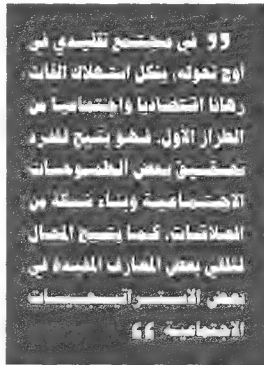 " في مجتمع تقليدي في
أوج تحوله، يشكل استهلاك القات
رهانا اقتصاديا واجتماعيا من
الطراز الأول. فهو يتيح للفرد
تحقيق بعض الطموحات
الاجتماعية وبناء شبكة من
العلاقات، كما يتيح المجال
لتلقي بعض المعارف المفيدة في
بعض الاستراتيجيات
الاجتماعية "